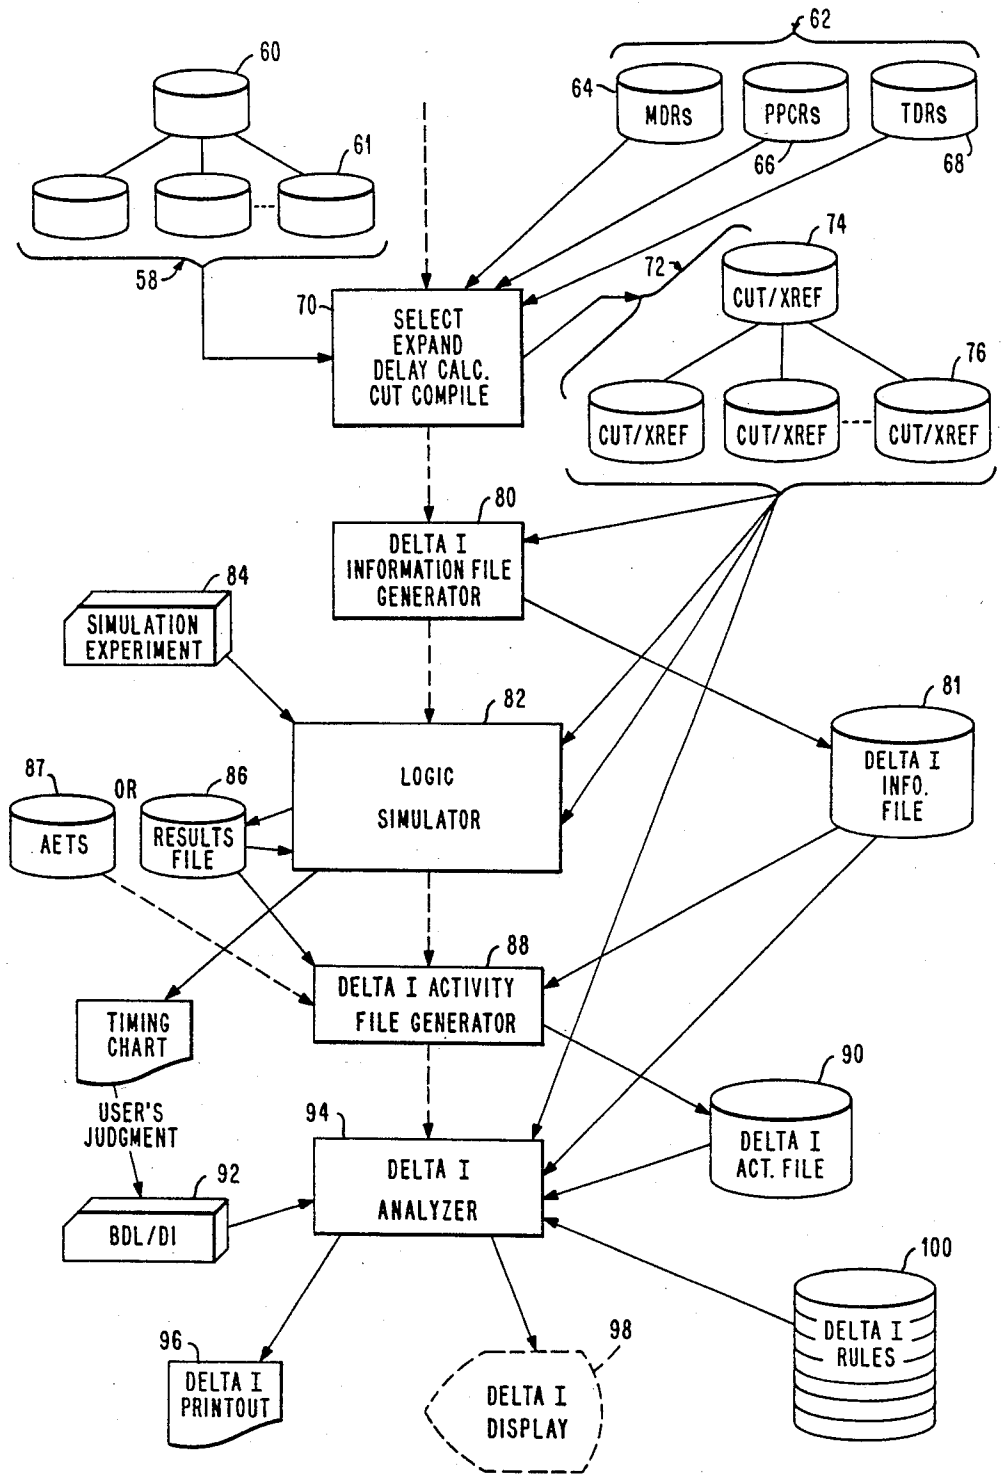 62
60
64
MDRs
PPCRs
TDRs
66
68
61
58
74
72
CUT/XREF
70
SELECT
EXPAND
DELAY CALC.
CUT COMPILE
76
CUT/XREF
CUT/XREF
CUT/XREF
80
DELTA I
INFORMATION FILE
GENERATOR
84
SIMULATION
EXPERIMENT
82
LOGIC
SIMULATOR
81
DELTA I
INFO.
FILE
87
OR
86
AETS
RESULTS
FILE
88
DELTA I ACTIVITY
FILE GENERATOR
TIMING
CHART
90
DELTA I
ACT. FILE
USER'S
JUDGMENT
94
DELTA I
ANALYZER
92
BDL/DI
100
DELTA I
RULES
96
DELTA I
PRINTOUT
98
DELTA I
DISPLAY